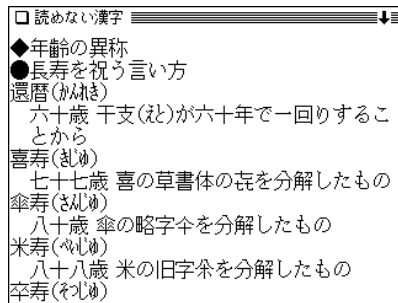 読めない漢字
◆年齢の異称
●長寿を祝う言い方
還暦(かんれき)
六十歳 干支(えと)が六十年で一回りするこ
とから
喜寿(きじゅ)
七十七歳 喜の草書体の㐂を分解したもの
傘寿(さんじゅ)
八十歳 傘の略字仐を分解したもの
米寿(べいじゅ)
八十八歳 米の旧字氽を分解したもの
卒寿(そつじゅ)